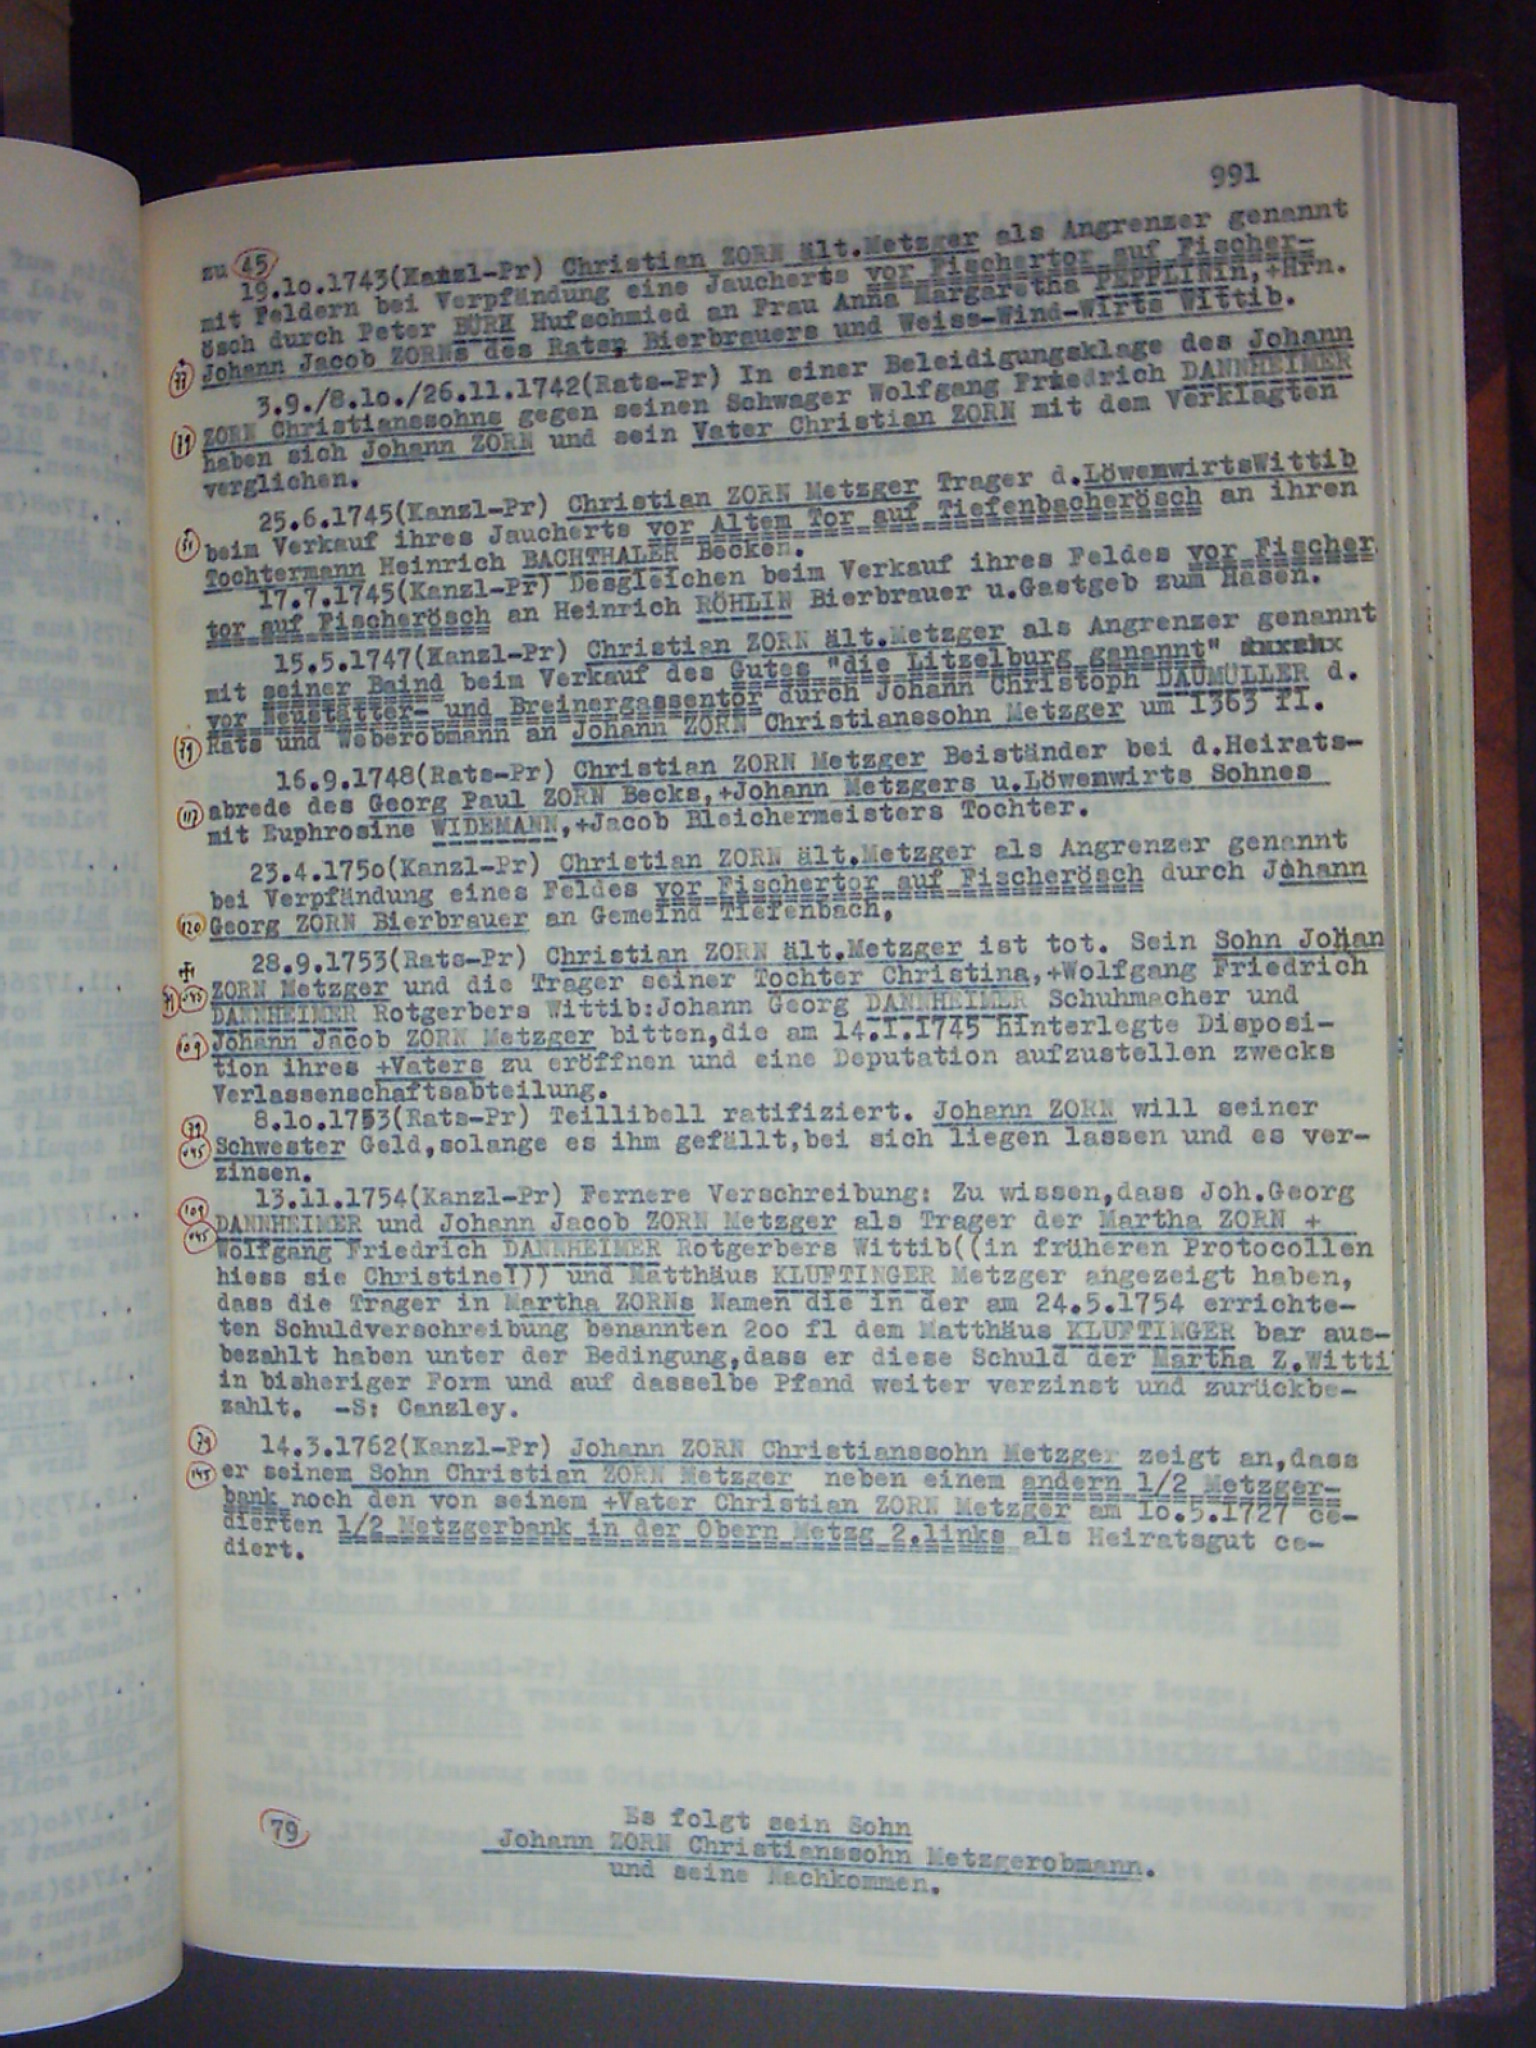 991
zu 45
19.10.1743(Kanzl-Pr) Christian ZORN ält.Metzger als Angrenzer genannt
mit Feldern bei Verpfändung eine Jaucherts vor Fischertor auf Fischer-
ösch durch Peter BÜRK Hufschmied an Frau Anna Margaretha PEPPLININ,+Hrn.
Johann Jacob ZORNs des Rats, Bierbrauers und Weiss-Wind-Wirts Wittib.
3.9./8.10./26.11.1742(Rats-Pr) In einer Beleidigungsklage des Johann
79 ZORN Christianssohns gegen seinen Schwager Wolfgang Friedrich DANNHEIMER
haben sich Johann ZORN und sein Vater Christian ZORN mit dem Verklagten
verglichen.
25.6.1745(Kanzl-Pr) Christian ZORN Metzger Trager d.LöwenwirtsWittib
51 beim Verkauf ihres Jaucherts vor Altem Tor auf Tiefenbacherösch an ihren
Tochtermann Heinrich BACHTHALER Becken.
17.7.1745(Kanzl-Pr) Desgleichen beim Verkauf ihres Feldes vor Fischer
tor auf Fischerösch an Heinrich RÖHLIN Bierbrauer u.Gastgeb zum Hasen.
15.5.1747(Kanzl-Pr) Christian ZORN ält.Metzger als Angrenzer genannt
mit seiner Baind beim Verkauf des Gutes "die Litzelburg genannt"
vor Neustätter- und Breinergassentor durch Johann Christoph DAUMÜLLER d.
79 Rats und Weberobmann an Johann ZORN Christianssohn Metzger um 1363 fl.
16.9.1748(Rats-Pr) Christian ZORN Metzger Beiständer bei d.Heirats-
117 abrede des Georg Paul ZORN Becks,+Johann Metzgers u.Löwenwirts Sohnes
mit Euphrosine WIDEMANN,+Jacob Bleichermeisters Tochter.
23.4.1750(Kanzl-Pr) Christian ZORN ält.Metzger als Angrenzer genannt
bei Verpfändung eines Feldes vor Fischertor auf Fischerösch durch Johann
120 Georg ZORN Bierbrauer an Gemeind Tiefenbach.
28.9.1753(Rats-Pr) Christian ZORN ält.Metzger ist tot. Sein Sohn Johan
ZORN Metzger und die Trager seiner Tochter Christina,+Wolfgang Friedrich
DANNHEIMER Rotgerbers Wittib:Johann Georg DANNHEIMER Schuhmacher und
109 Johann Jacob ZORN Metzger bitten,die am 14.1.1745 hinterlegte Disposi-
tion ihres +Vaters zu eröffnen und eine Deputation aufzustellen zwecks
Verlassenschaftsabteilung.
79 8.10.1753(Rats-Pr) Teillibell ratifiziert. Johann ZORN will seiner
Schwester Geld,solange es ihm gefällt,bei sich liegen lassen und es ver-
zinsen.
13.11.1754(Kanzl-Pr) Fernere Verschreibung: Zu wissen,dass Joh.Georg
109 DANNHEIMER und Johann Jacob ZORN Metzger als Trager der Martha ZORN +
Wolfgang Friedrich DANNHEIMER Rotgerbers Wittib((in früheren Protocollen
hiess sie Christine!)) und Matthäus KLUFTINGER Metzger angezeigt haben,
dass die Trager in Martha ZORNs Namen die in der am 24.5.1754 errichte-
ten Schuldverschreibung benannten 200 fl dem Matthäus KLUFTINGER bar aus-
bezahlt haben unter der Bedingung,dass er diese Schuld der Martha Z.Witti
in bisheriger Form und auf dasselbe Pfand weiter verzinst und zurückbe-
zahlt. -S: Canzley.
79 14.3.1762(Kanzl-Pr) Johann ZORN Christianssohn Metzger zeigt an,dass
145 er seinem Sohn Christian ZORN Metzger neben einem andern 1/2 Metzger-
bank noch den von seinem +Vater Christian ZORN Metzger am 10.5.1727 ce-
dierten 1/2 Metzgerbank in der Obern Metzg 2.links als Heiratsgut ce-
diert.
79 Es folgt sein Sohn
Johann ZORN Christianssohn Metzgerobmann.
und seine Nachkommen.